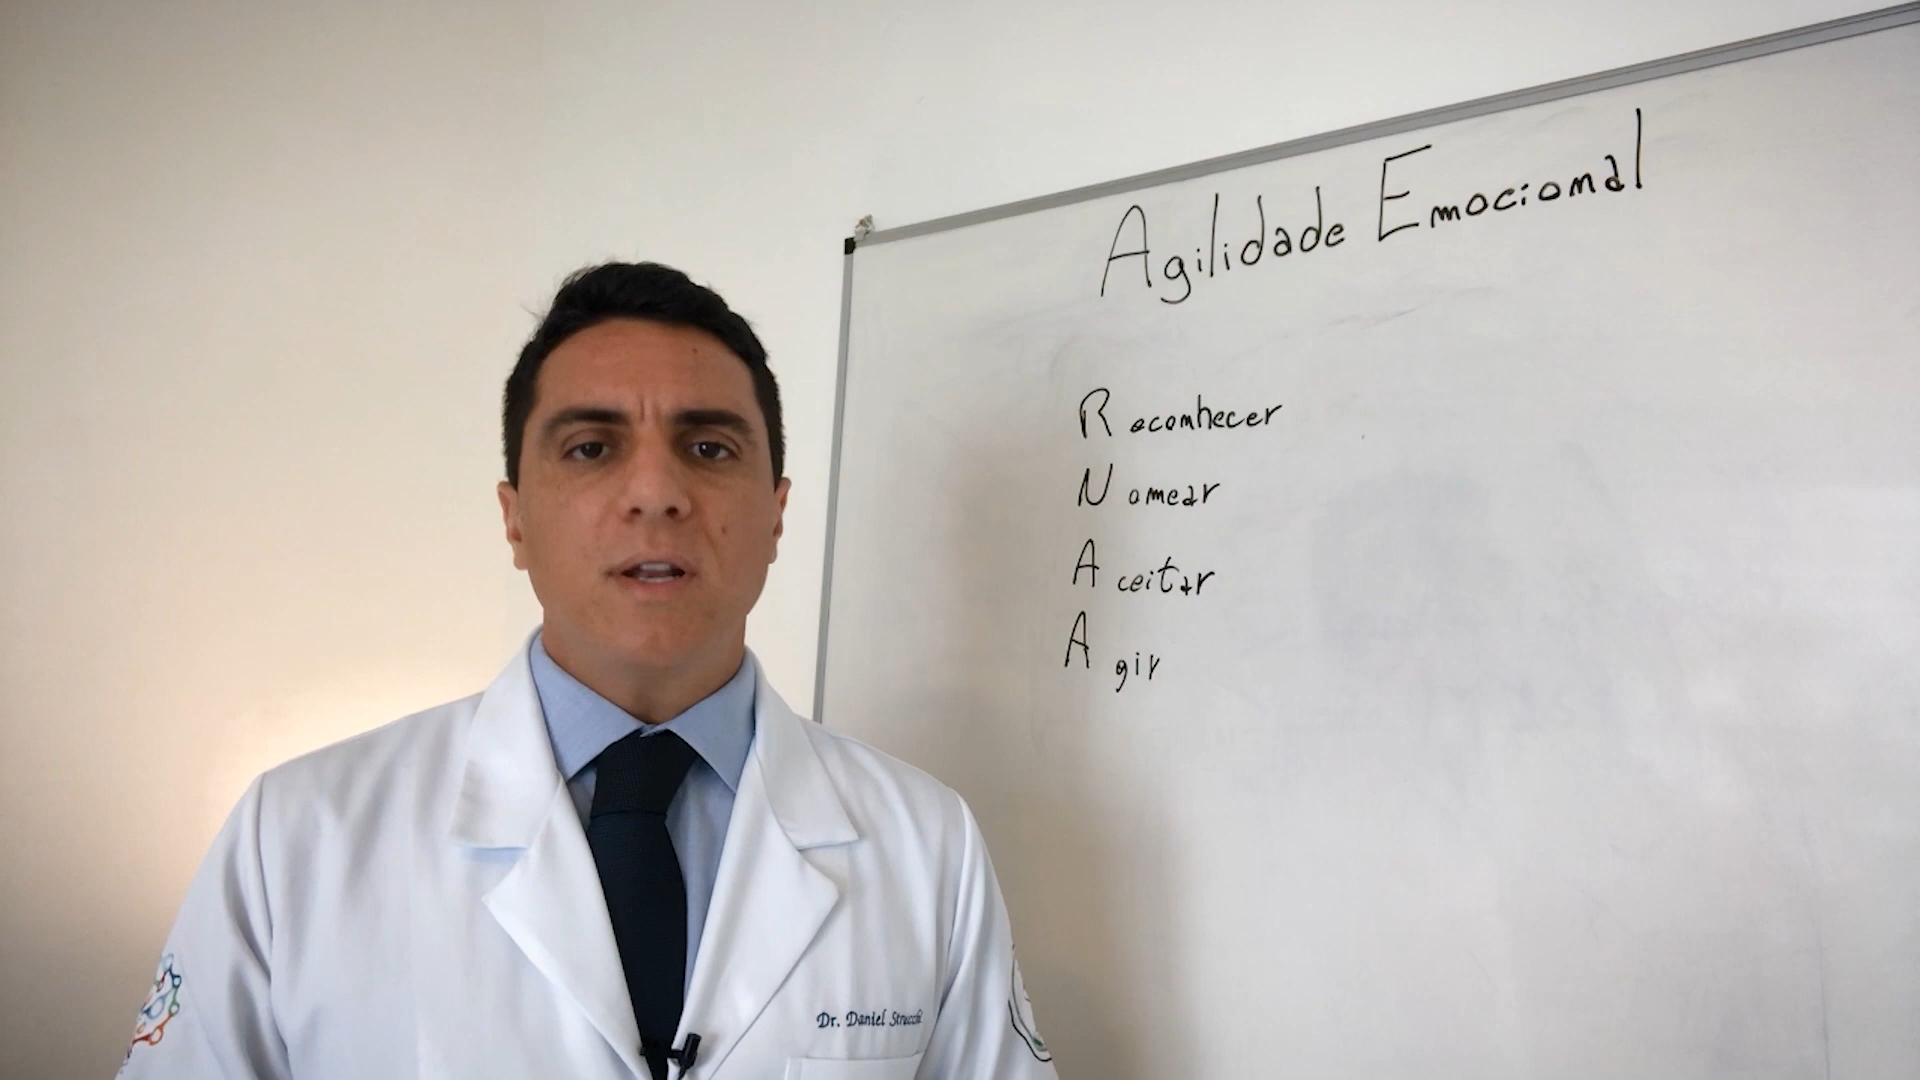 Agilidade Emocional
Reconhecer
Nomear
Aceitar
Agir
Dr. Daniel